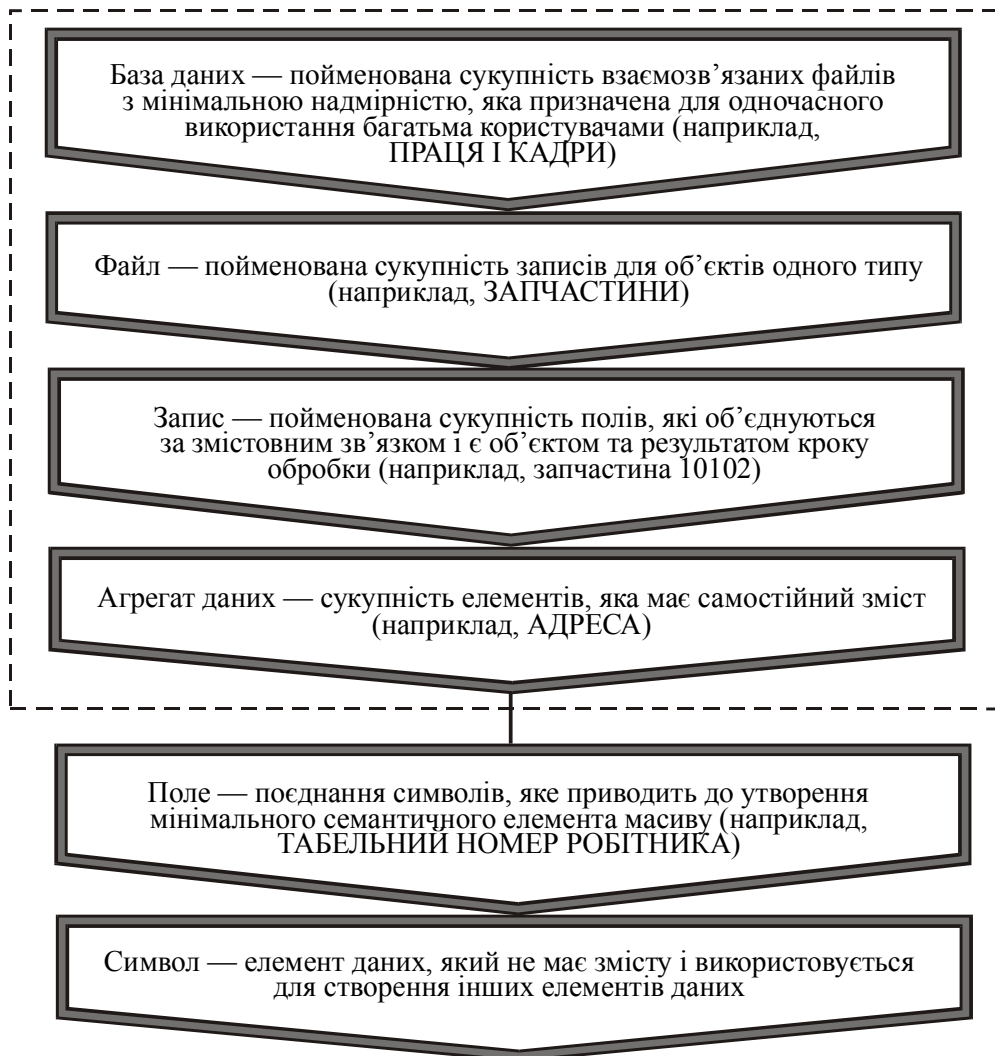 База даних — пойменована сукупність взаємозв’язаних файлів
з мінімальною надмірністю, яка призначена для одночасного
використання багатьма користувачами (наприклад,
ПРАЦЯ І КАДРИ)
Файл — пойменована сукупність записів для об’єктів одного типу
(наприклад, ЗАПЧАСТИНИ)
Запис — пойменована сукупність полів, які об’єднуються
за змістовним зв’язком і є об’єктом та результатом кроку
обробки (наприклад, запчастина 10102)
Агрегат даних — сукупність елементів, яка має самостійний зміст
(наприклад, АДРЕСА)
Поле — поєднання символів, яке приводить до утворення
мінімального семантичного елемента масиву (наприклад,
ТАБЕЛЬНИЙ НОМЕР РОБІТНИКА)
Символ — елемент даних, який не має змісту і використовується
для створення інших елементів даних